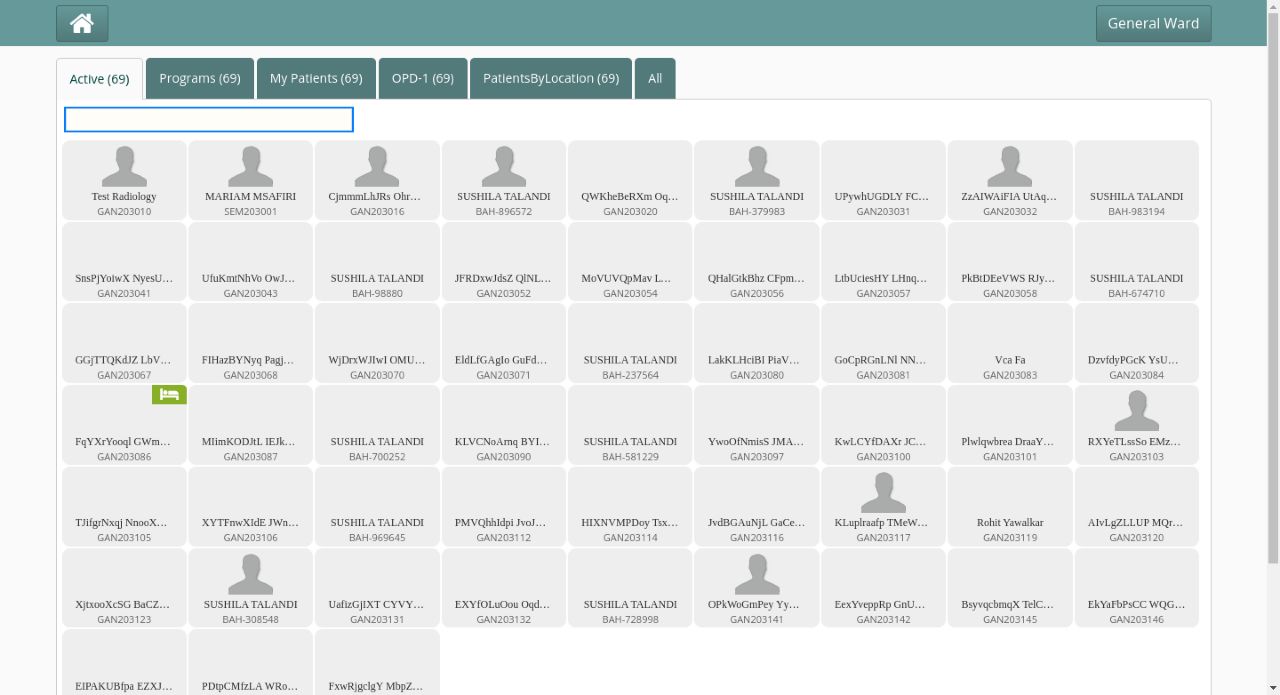 General Ward
Active (69)
Programs (69)
My Patients (69)
OPD-1 (69)
PatientsByLocation (69)
All
Test Radiology
GAN203010
MARIAM MSAFIRI
SEM203001
CjmmmLhJRs Ohr…
GAN203016
SUSHILA TALANDI
BAH-896572
QWKheBeRXm Oq…
GAN203020
SUSHILA TALANDI
BAH-379983
UPywhUGDLY FC…
GAN203031
ZzAIWAiFIA UtAq…
GAN203032
SUSHILA TALANDI
BAH-983194
SnsPjYoiwX NyesU…
GAN203041
UfuKmtNhVo OwJ…
GAN203043
SUSHILA TALANDI
BAH-98880
JFRDxwJdsZ QlNL…
GAN203052
MoVUVQpMav L…
GAN203054
QHalGtkBhz CFpm…
GAN203056
LtbUciesHY LHnq…
GAN203057
PkBtDEeVWS RJy…
GAN203058
SUSHILA TALANDI
BAH-674710
GGjTTQKdJZ LbV…
GAN203067
FIHazBYNyq Pagj…
GAN203068
WjDrxWJIwI OMU…
GAN203070
EldLfGAgIo GuFd…
GAN203071
SUSHILA TALANDI
BAH-237564
LakKLHciBI PiaV…
GAN203080
GoCpRGnLNl NN…
GAN203081
Vca Fa
GAN203083
DzvfdyPGcK YsU…
GAN203084
FqYXrYooql GWm…
GAN203086
MIimKODJtL IEJk…
GAN203087
SUSHILA TALANDI
BAH-700252
KLVCNoArnq BYI…
GAN203090
SUSHILA TALANDI
BAH-581229
YwoOfNmisS JMA…
GAN203097
KwLCYfDAXr JC…
GAN203100
Plwlqwbrea DraaY…
GAN203101
RXYeTLssSo EMz…
GAN203103
TJifgrNxqj NnooX…
GAN203105
XYTFnwXIdE JWn…
GAN203106
SUSHILA TALANDI
BAH-969645
PMVQhhIdpi JvoJ…
GAN203112
HIXNVMPDoy Tsx…
GAN203114
JvdBGAuNjL GaCe…
GAN203116
KLuplraafp TMeW…
GAN203117
Rohit Yawalkar
GAN203119
AIvLgZLLUP MQr…
GAN203120
XjtxooXcSG BaCZ…
GAN203123
SUSHILA TALANDI
BAH-308548
UafizGjIXT CYVY…
GAN203131
EXYfOLuOou Oqd…
GAN203132
SUSHILA TALANDI
BAH-728998
OPkWoGmPey Yy…
GAN203141
EexYveppRp GnU…
GAN203142
BsyvqcbmqX TelC…
GAN203145
EkYaFbPsCC WQG…
GAN203146
EIPAKUBfpa EZXJ…
PDtpCMfzLA WRo…
FxwRjgclgY MbpZ…